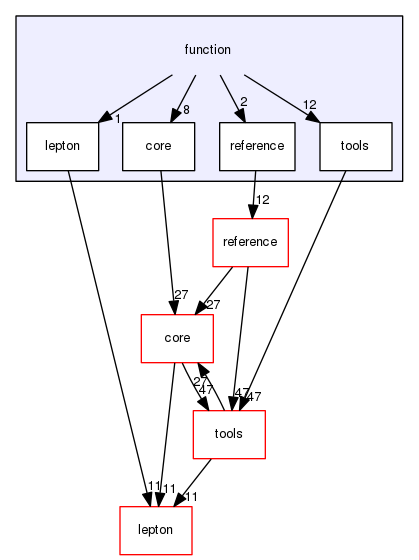 function
1
8
2
12
lepton
core
reference
tools
12
reference
27
27
core
27
47
47
47
tools
11
11
11
lepton